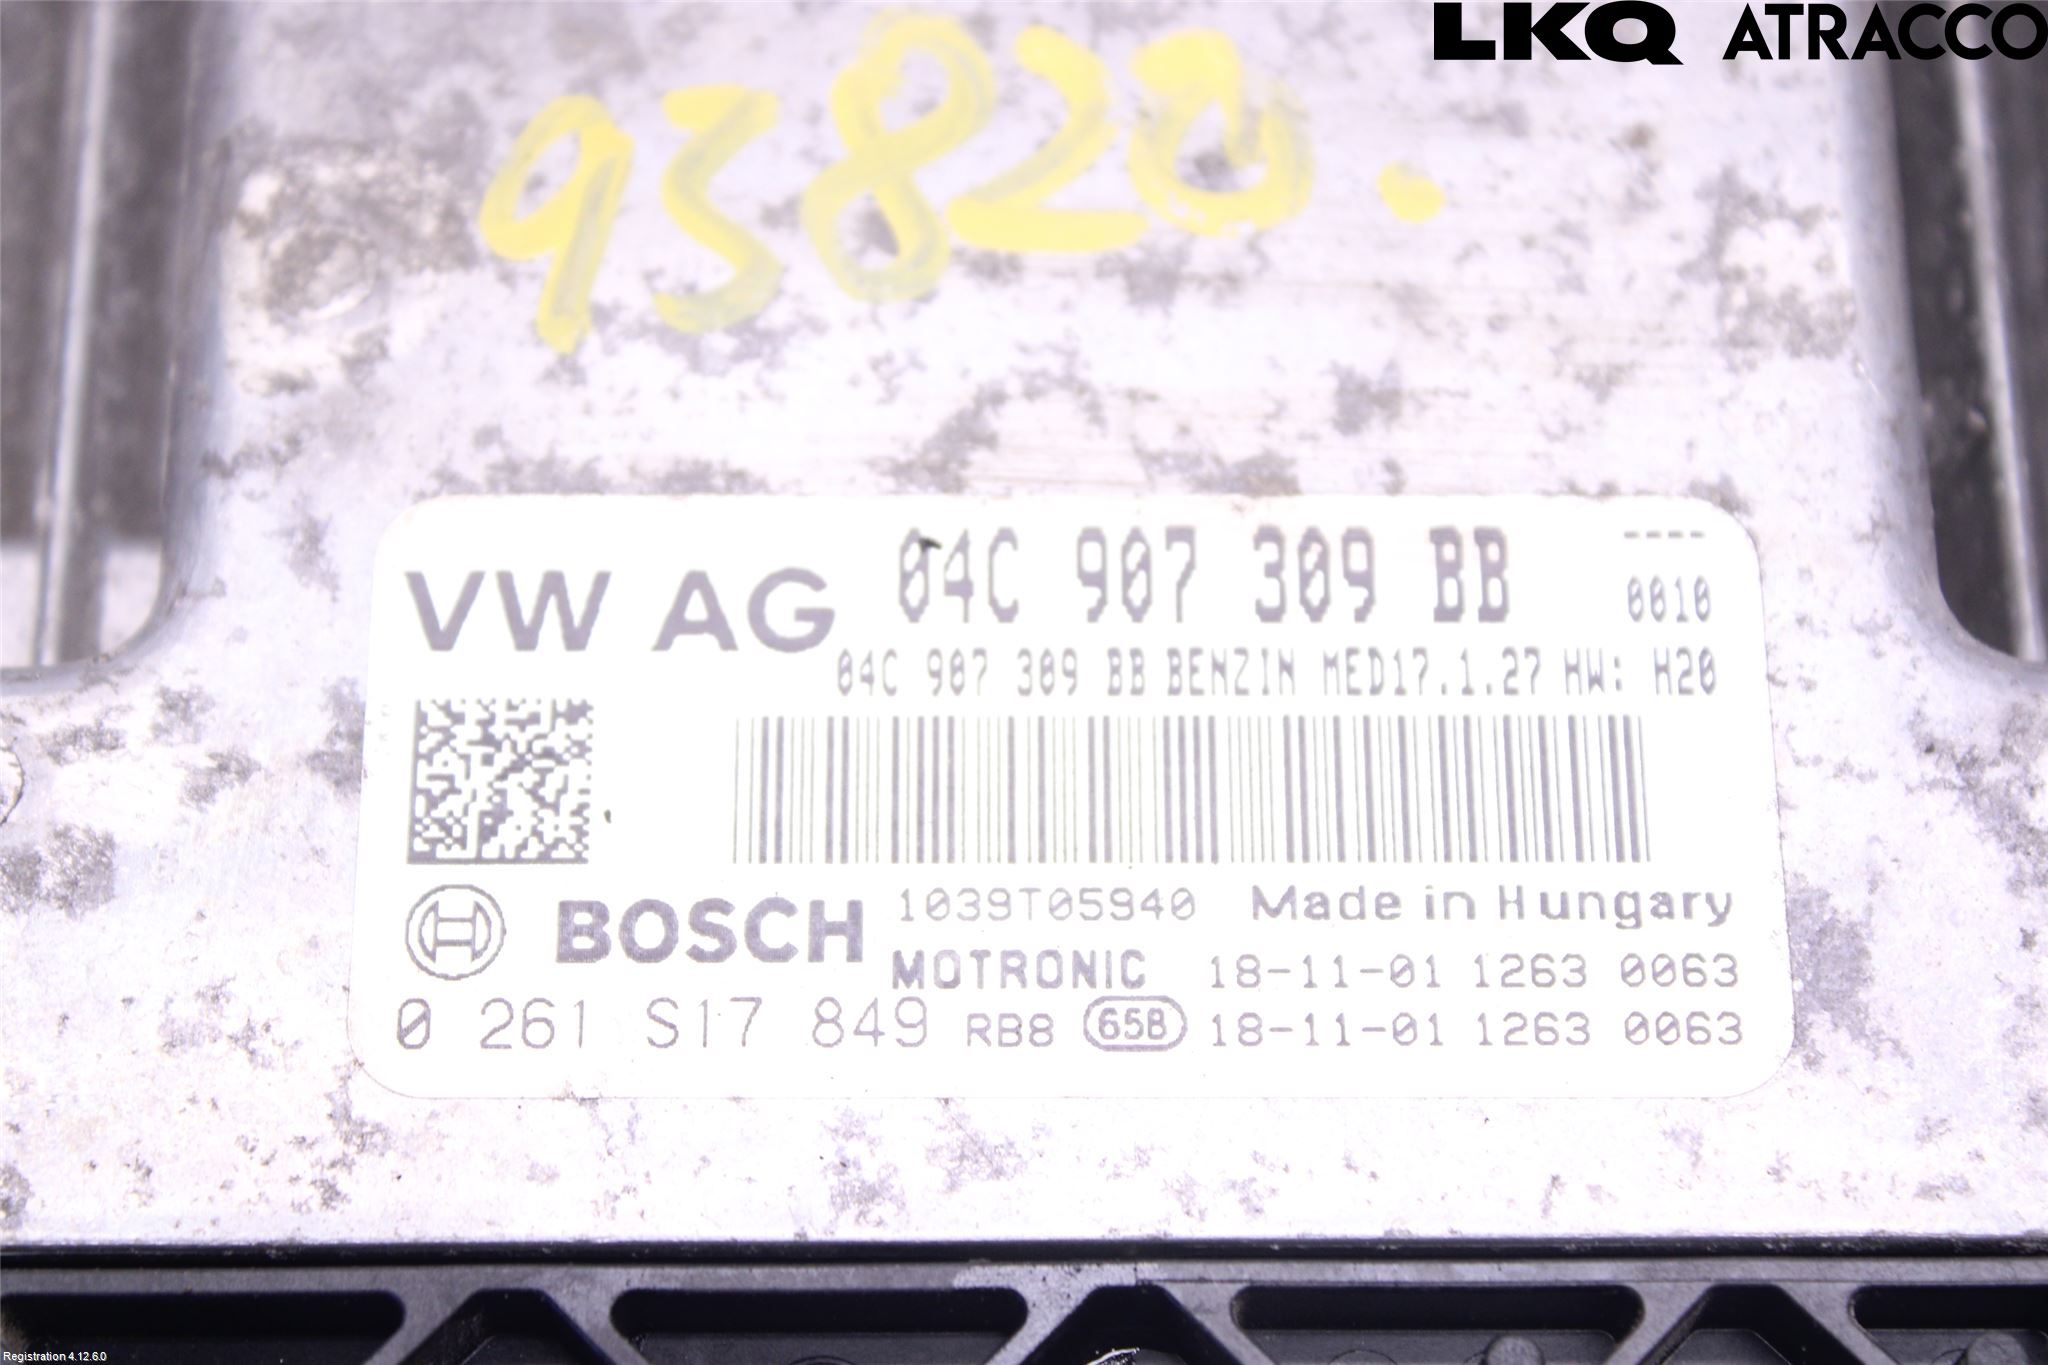 LKQ ATRACCO
93820.
VW AG
04C 907 309 BB
----
0010
04C 907 309 BB BENZIN MED17.1.27 HW: H20
BOSCH
1039T05940 Made in Hungary
MOTRONIC 18-11-01 1263 0063
0 261 S17 849 RB8 65B 18-11-01 1263 0063
Registration 4.12.6.0